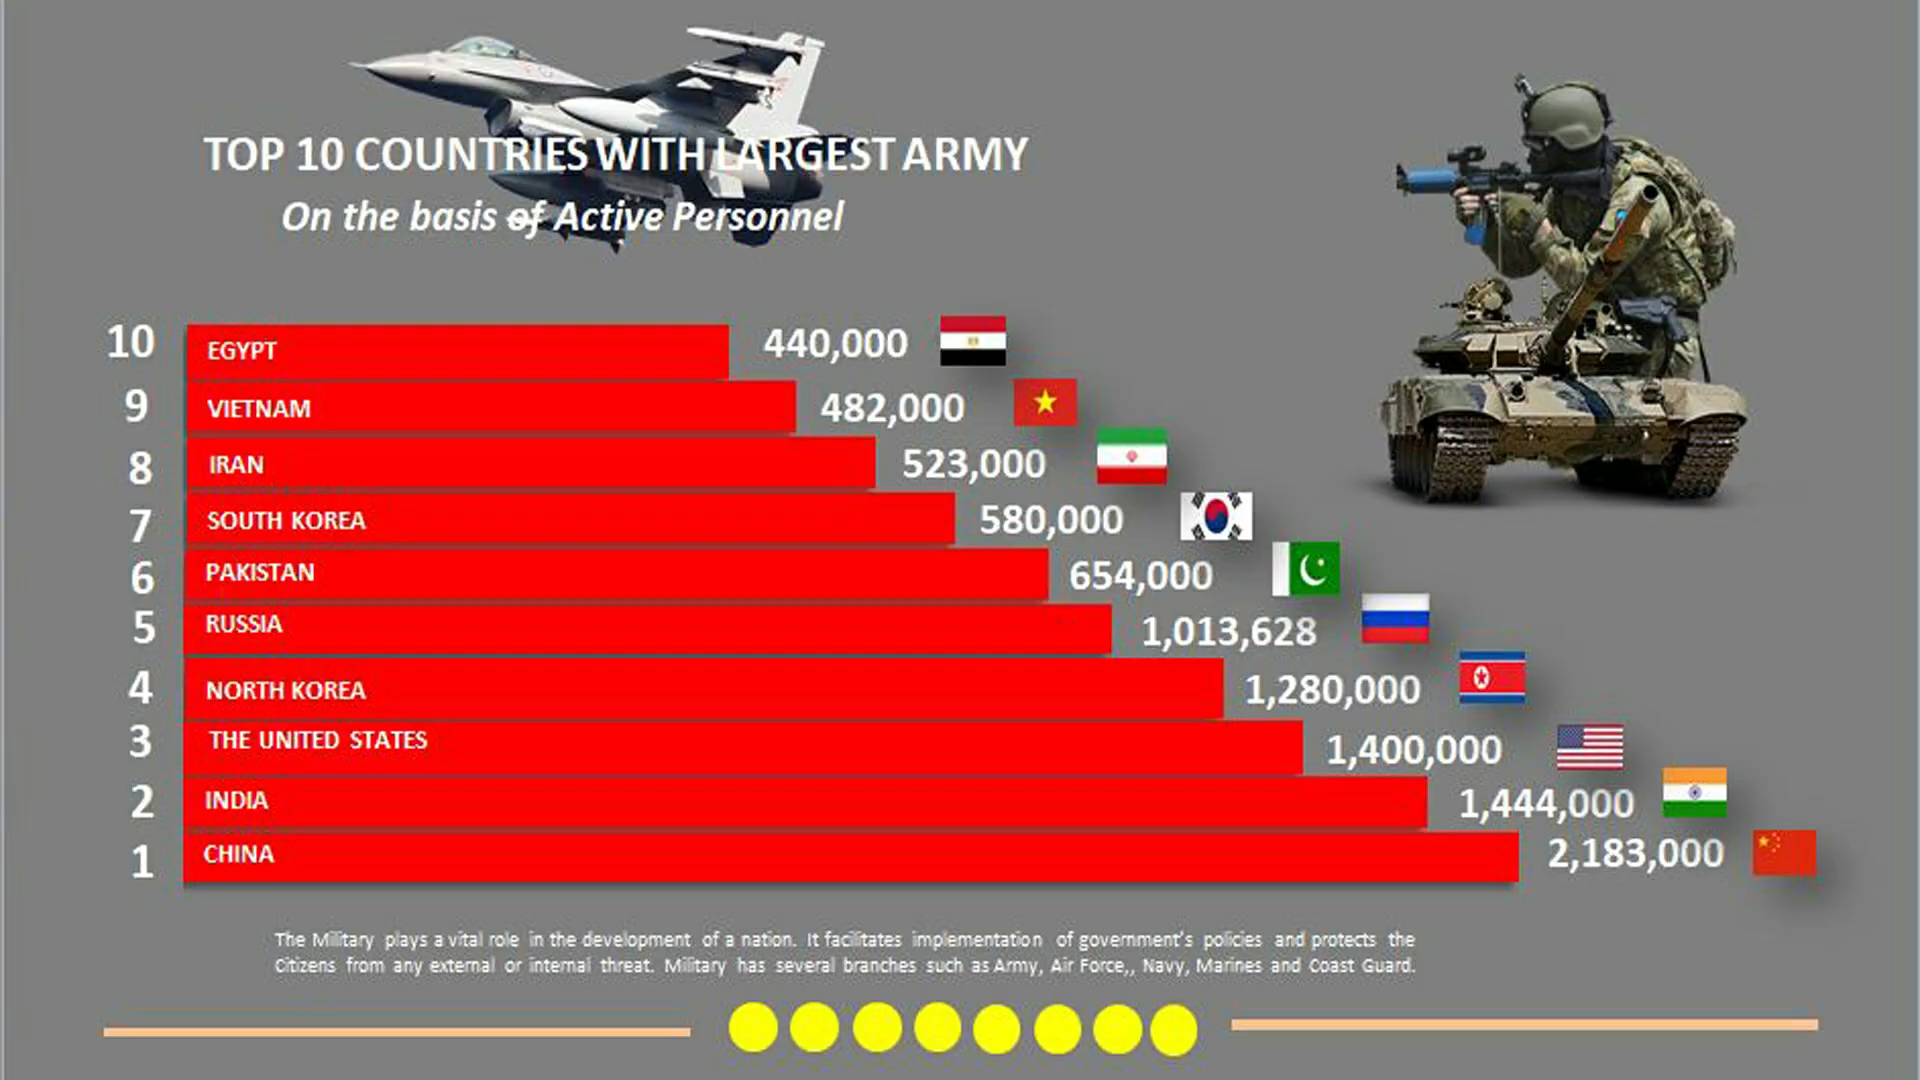 TOP 10 COUNTRIES WITH LARGEST ARMY
On the basis of Active Personnel
10 EGYPT 440,000
9 VIETNAM 482,000
8 IRAN 523,000
7 SOUTH KOREA 580,000
6 PAKISTAN 654,000
5 RUSSIA 1,013,628
4 NORTH KOREA 1,280,000
3 THE UNITED STATES 1,400,000
2 INDIA 1,444,000
1 CHINA 2,183,000
The Military plays a vital role in the development of a nation. It facilitates implementation of government's policies and protects the
Citizens from any external or internal threat. Military has several branches such as Army, Air Force,, Navy, Marines and Coast Guard.